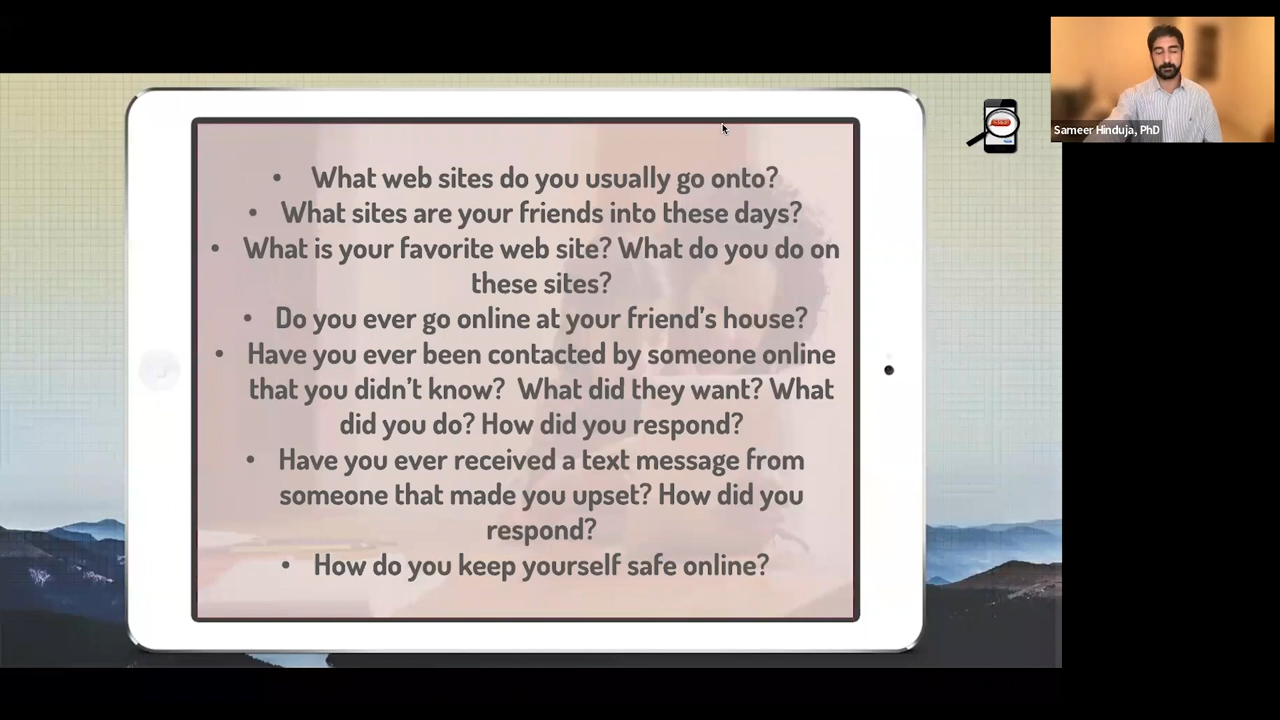 • What web sites do you usually go onto?
• What sites are your friends into these days?
• What is your favorite web site? What do you do on
these sites?
• Do you ever go online at your friend's house?
• Have you ever been contacted by someone online
that you didn't know?  What did they want? What
did you do? How did you respond?
• Have you ever received a text message from
someone that made you upset? How did you
respond?
• How do you keep yourself safe online?
Sameer Hinduja, PhD